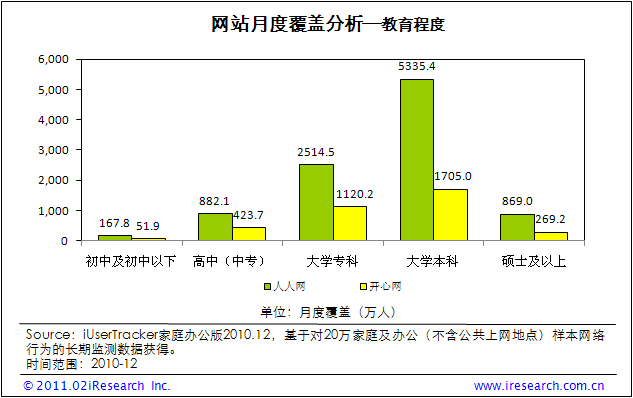 网站月度覆盖分析—教育程度
6,000
5,000
4,000
3,000
2,000
1,000
0
167.8 51.9
882.1 423.7
2514.5 1120.2
5335.4 1705.0
869.0 269.2
初中及初中以下 高中（中专） 大学专科 大学本科 硕士及以上
人人网 开心网
单位：月度覆盖（万人）
Source：iUserTracker家庭办公版2010.12，基于对20万家庭及办公（不含公共上网地点）样本网络
行为的长期监测数据获得。
时间范围：2010-12
© 2011.02iResearch Inc. www.iresearch.com.cn